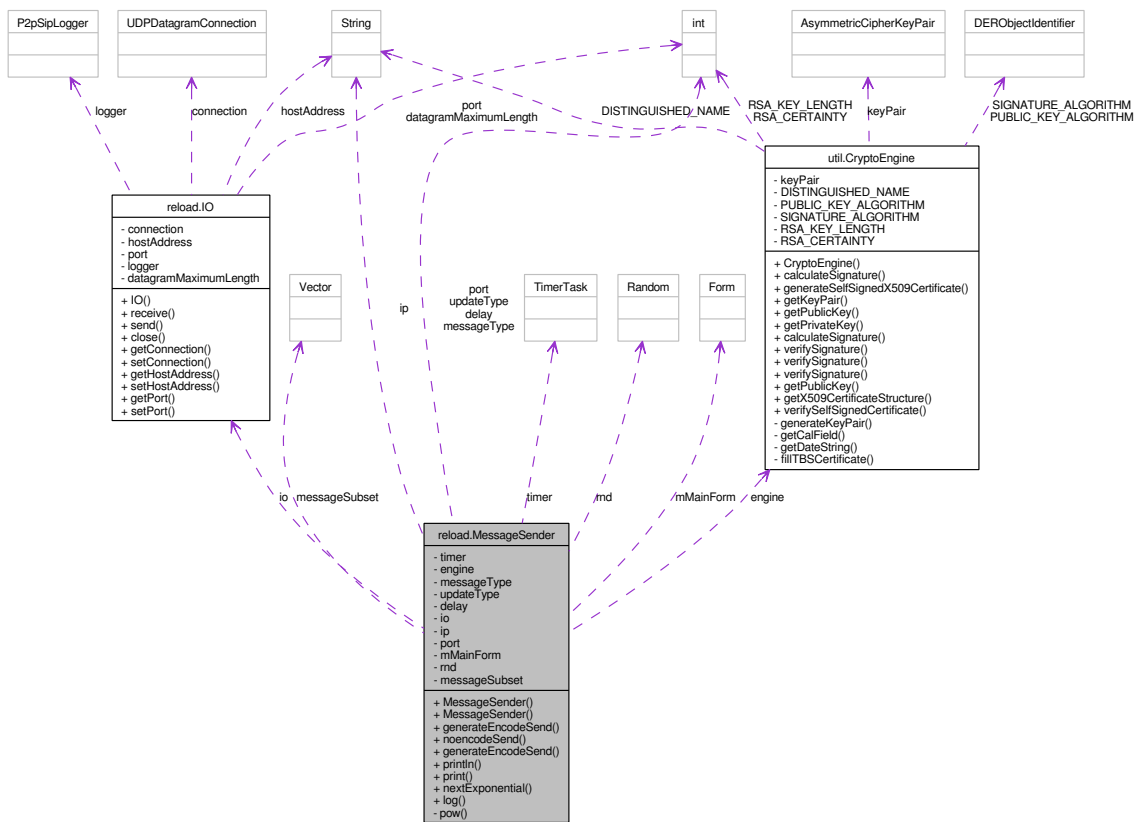 P2pSipLogger
UDPDatagramConnection
String
int
AsymmetricCipherKeyPair
DERObjectIdentifier
logger
connection
hostAddress
port
datagramMaximumLength
DISTINGUISHED_NAME
RSA_KEY_LENGTH
RSA_CERTAINTY
keyPair
SIGNATURE_ALGORITHM
PUBLIC_KEY_ALGORITHM
util.CryptoEngine
- keyPair
- DISTINGUISHED_NAME
- PUBLIC_KEY_ALGORITHM
- SIGNATURE_ALGORITHM
- RSA_KEY_LENGTH
- RSA_CERTAINTY
+ CryptoEngine()
+ calculateSignature()
+ generateSelfSignedX509Certificate()
+ getKeyPair()
+ getPublicKey()
+ getPrivateKey()
+ calculateSignature()
+ verifySignature()
+ verifySignature()
+ verifySignature()
+ getPublicKey()
+ getX509CertificateStructure()
+ verifySelfSignedCertificate()
- generateKeyPair()
- getCalField()
- getDateString()
- fillTBSCertificate()
reload.IO
- connection
- hostAddress
- port
- logger
- datagramMaximumLength
+ IO()
+ receive()
+ send()
+ close()
+ getConnection()
+ setConnection()
+ getHostAddress()
+ setHostAddress()
+ getPort()
+ setPort()
Vector
TimerTask
Random
Form
ip
port
updateType
delay
messageType
io
messageSubset
timer
rnd
mMainForm
engine
reload.MessageSender
- timer
- engine
- messageType
- updateType
- delay
- io
- ip
- port
- mMainForm
- rnd
- messageSubset
+ MessageSender()
+ MessageSender()
+ generateEncodeSend()
+ noencodeSend()
+ generateEncodeSend()
+ println()
+ print()
+ nextExponential()
+ log()
- pow()